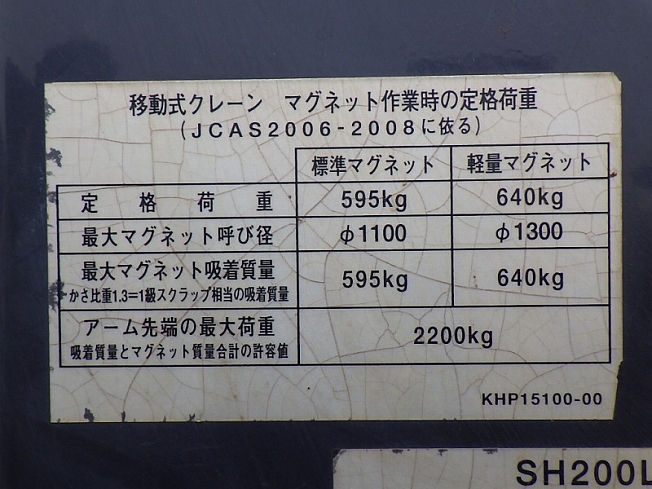 移動式クレーン マグネット作業時の定格荷重
(JCAS2006-2008に依る)
標準マグネット 軽量マグネット
定格荷重 595kg 640kg
最大マグネット呼び径 φ1100 φ1300
最大マグネット吸着質量 595kg 640kg
かさ比重1.3=1級スクラップ相当の吸着質量
アーム先端の最大荷重 2200kg
吸着質量とマグネット質量合計の許容値
KHP15100-00
SH200L